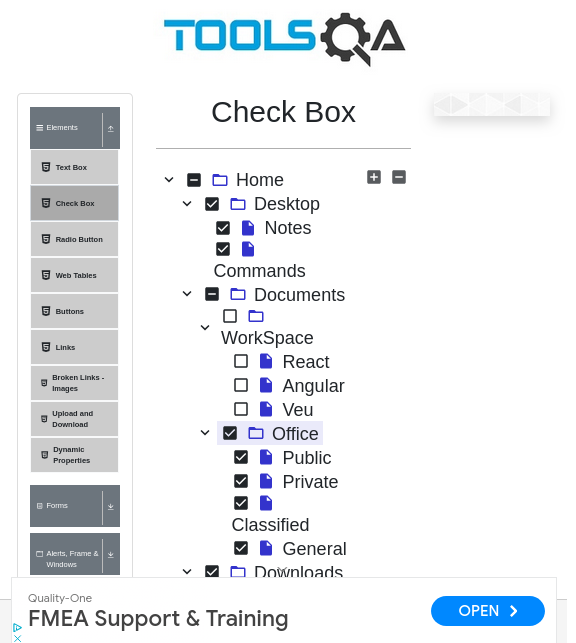 TOOLSQA
Elements
Text Box
Check Box
Radio Button
Web Tables
Buttons
Links
Broken Links -
Images
Upload and
Download
Dynamic
Properties
Forms
Alerts, Frame &
Windows
Check Box
Home
Desktop
Notes
Commands
Documents
WorkSpace
React
Angular
Veu
Office
Public
Private
Classified
General
Downloads
Quality-One
FMEA Support & Training
OPEN